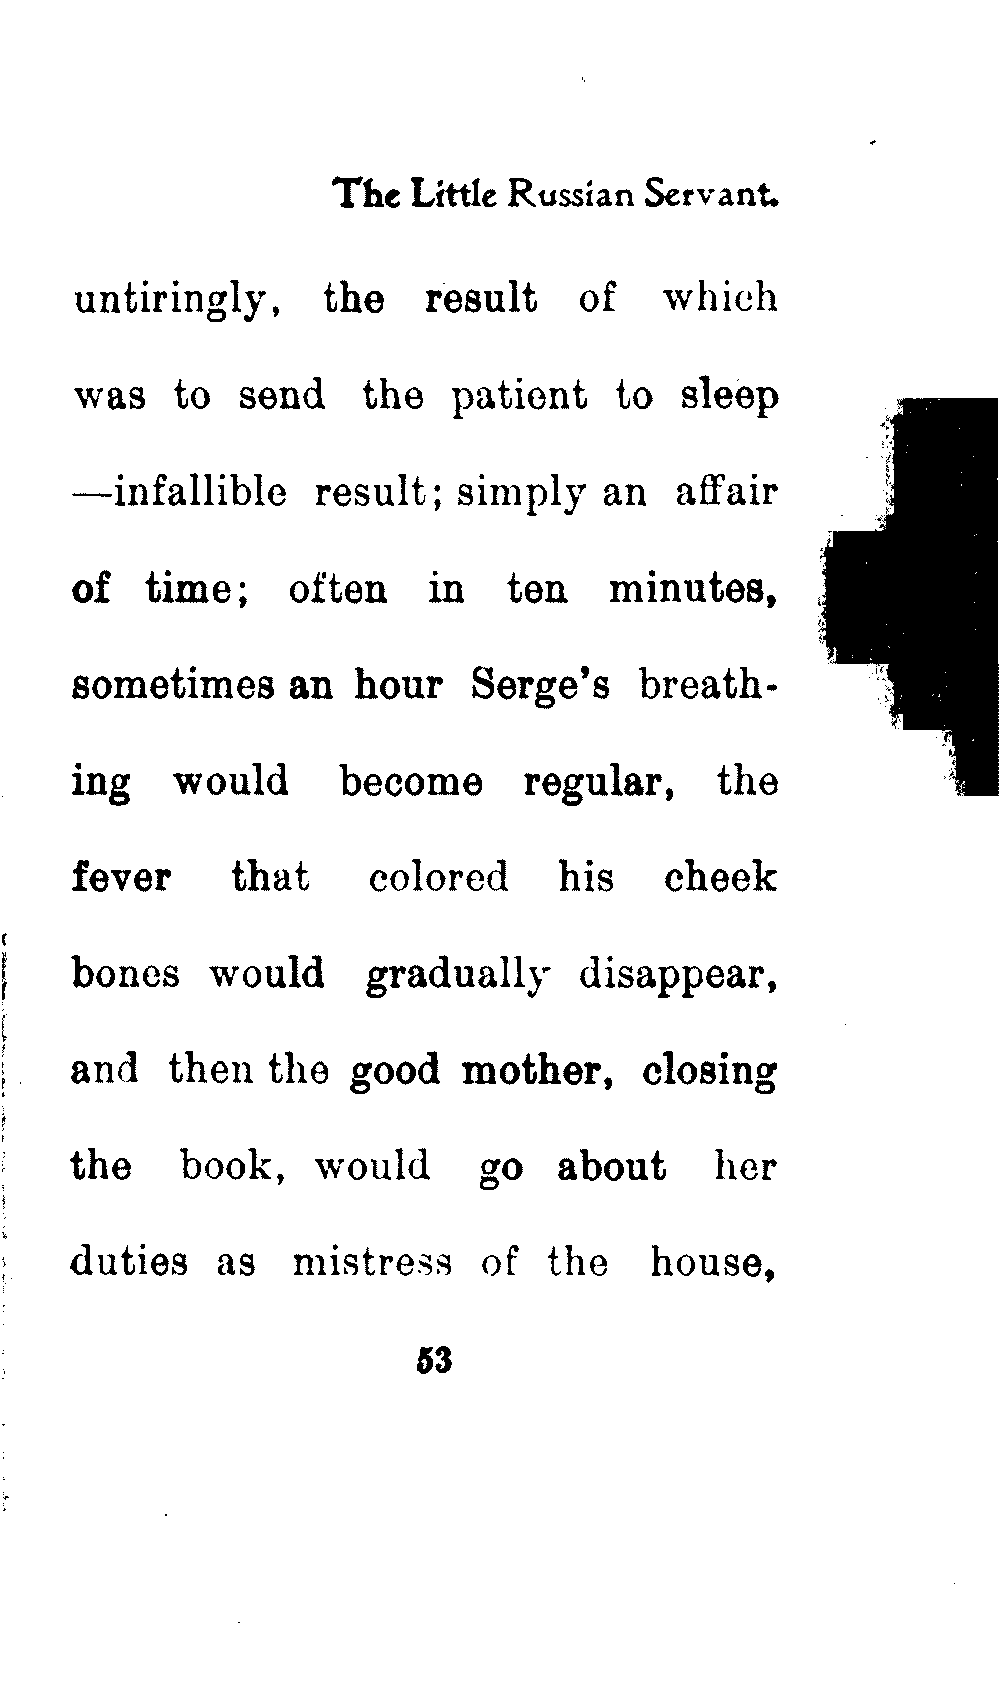 The Little Russian Servant.
untiringly, the result of which
was to send the patient to sleep
—infallible result; simply an affair
of time; often in ten minutes,
sometimes an hour Serge's breath-
ing would become regular, the
fever that colored his cheek
bones would gradually disappear,
and then the good mother, closing
the book, would go about her
duties as mistress of the house,
53